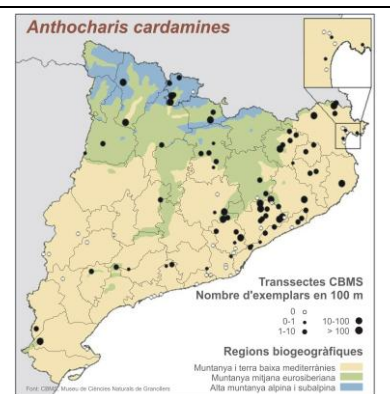 Anthocharis cardamines
Transsectes CBMS
Nombre d'exemplars en 100 m
0
0-1 10-100
1-10 > 100
Regions biogeogràfiques
Muntanya i terra baixa mediterrànies
Muntanya mitjana eurosiberiana
Alta muntanya alpina i subalpina
Font: CBMS, Museu de Ciències Naturals de Granollers